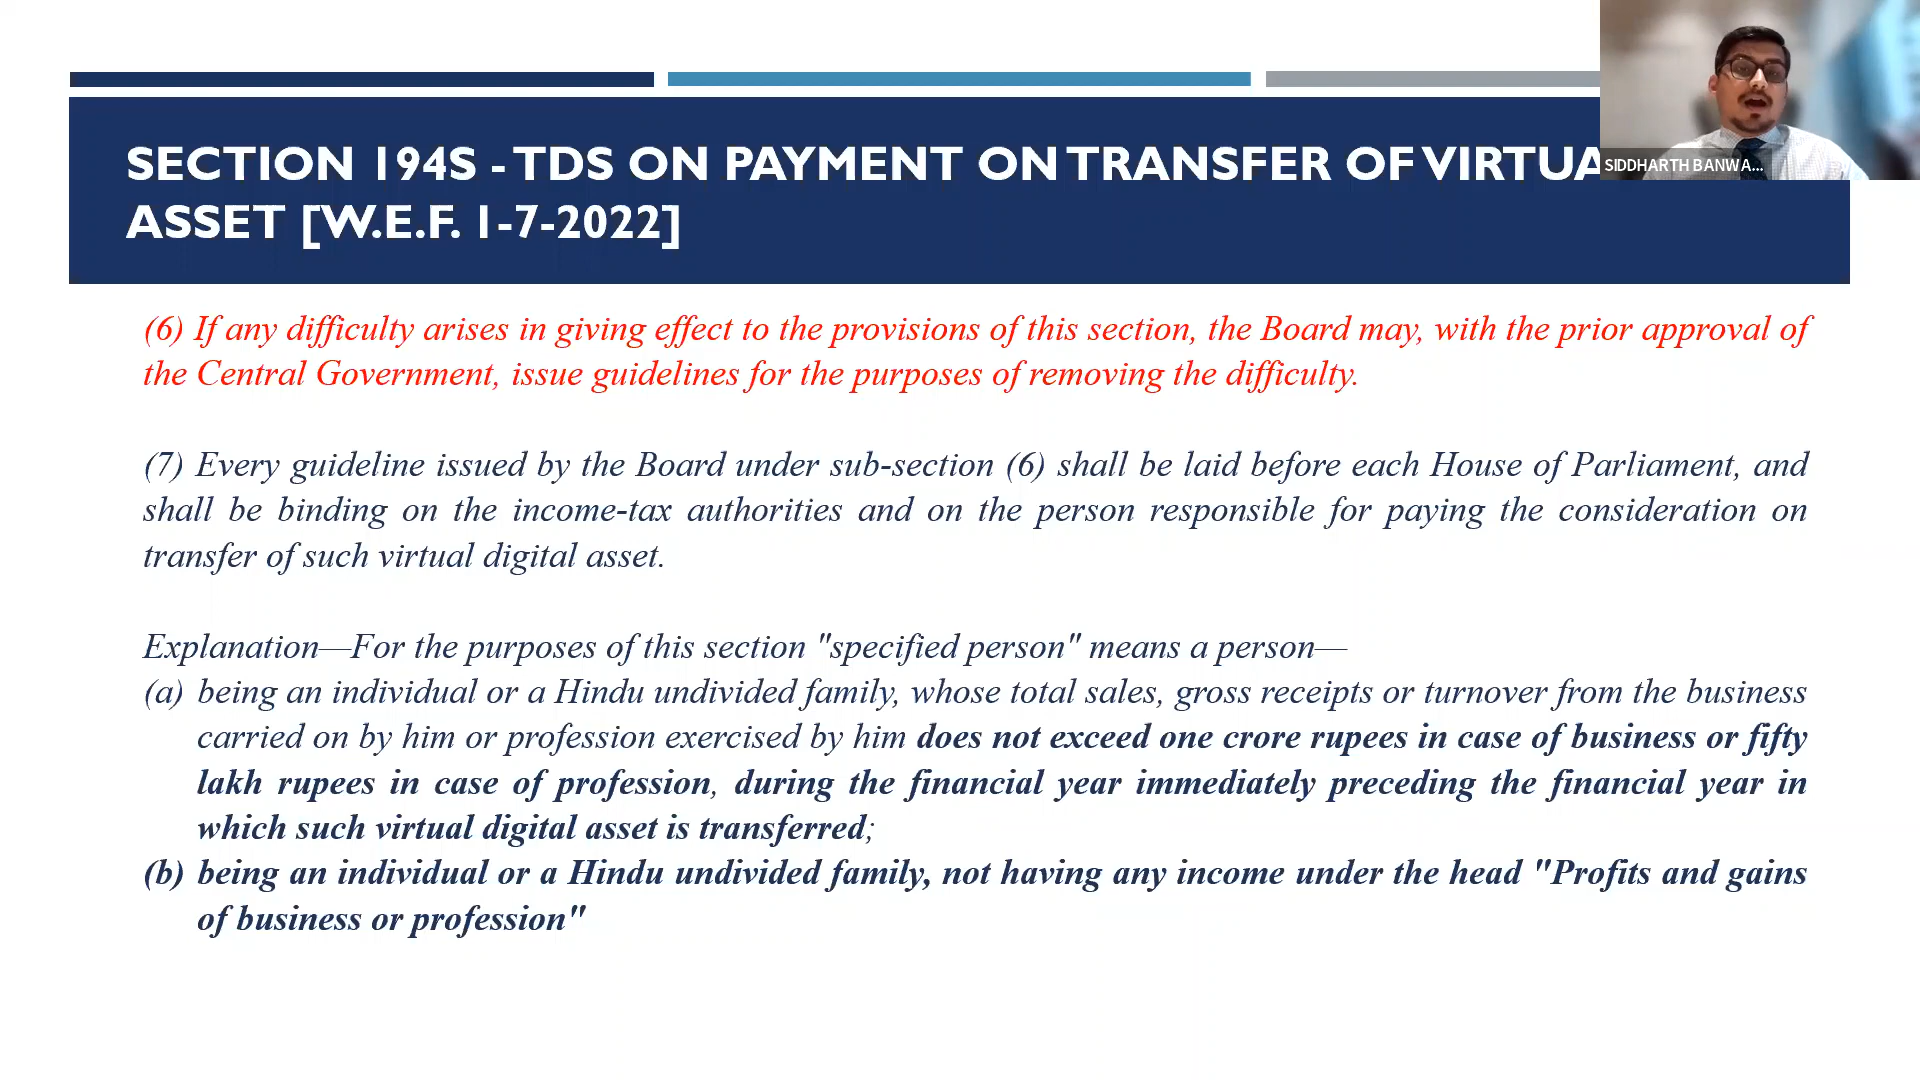 SECTION 194S - TDS ON PAYMENT ON TRANSFER OF VIRTUA
ASSET [W.E.F. 1-7-2022]
SIDDHARTH BANWA...
(6) If any difficulty arises in giving effect to the provisions of this section, the Board may, with the prior approval of
the Central Government, issue guidelines for the purposes of removing the difficulty.
(7) Every guideline issued by the Board under sub-section (6) shall be laid before each House of Parliament, and
shall be binding on the income-tax authorities and on the person responsible for paying the consideration on
transfer of such virtual digital asset.
Explanation—For the purposes of this section "specified person" means a person—
(a) being an individual or a Hindu undivided family, whose total sales, gross receipts or turnover from the business
carried on by him or profession exercised by him does not exceed one crore rupees in case of business or fifty
lakh rupees in case of profession, during the financial year immediately preceding the financial year in
which such virtual digital asset is transferred;
(b) being an individual or a Hindu undivided family, not having any income under the head "Profits and gains
of business or profession"